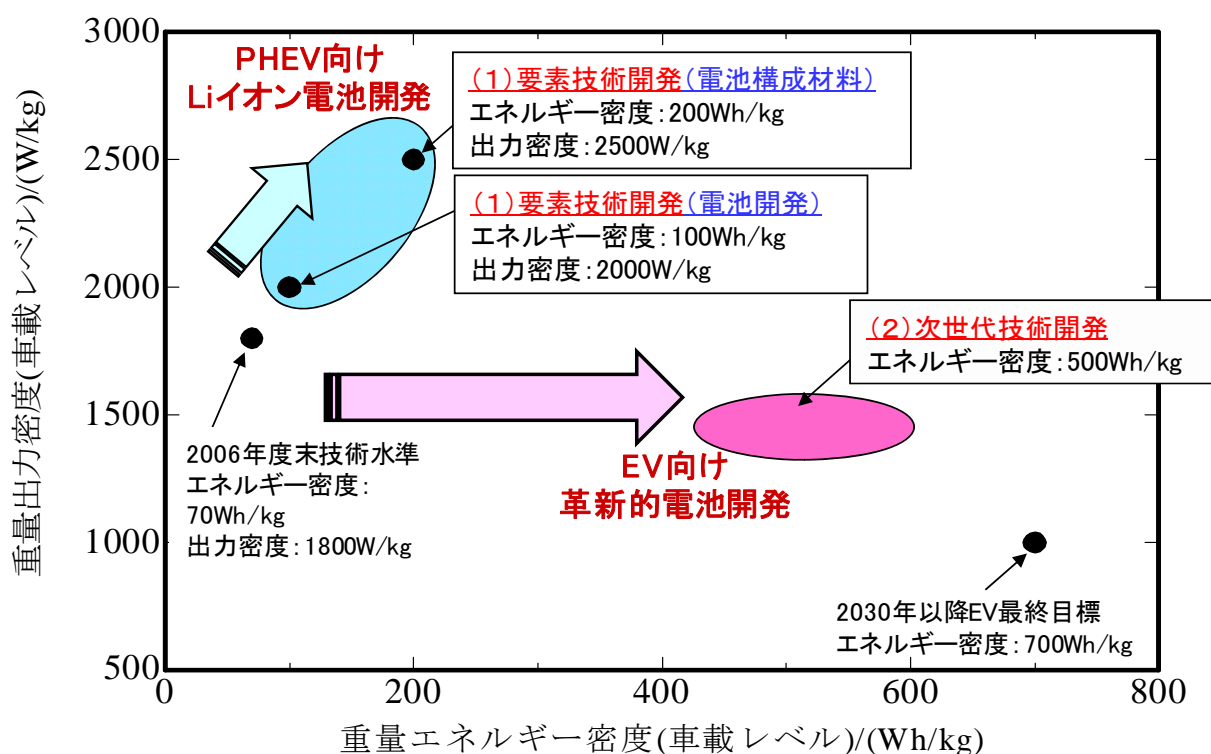 3000
2500
2000
1500
1000
500
0
200
400
600
800
重量出力密度(車載レベル)/(W/kg)
重量エネルギー密度(車載レベル)/(Wh/kg)
PHEV向け
Liイオン電池開発
(1)要素技術開発(電池構成材料)
エネルギー密度:200Wh/kg
出力密度:2500W/kg
(1)要素技術開発(電池開発)
エネルギー密度:100Wh/kg
出力密度:2000W/kg
(2)次世代技術開発
エネルギー密度:500Wh/kg
2006年度末技術水準
エネルギー密度:
70Wh/kg
出力密度:1800W/kg
EV向け
革新的電池開発
2030年以降EV最終目標
エネルギー密度:700Wh/kg